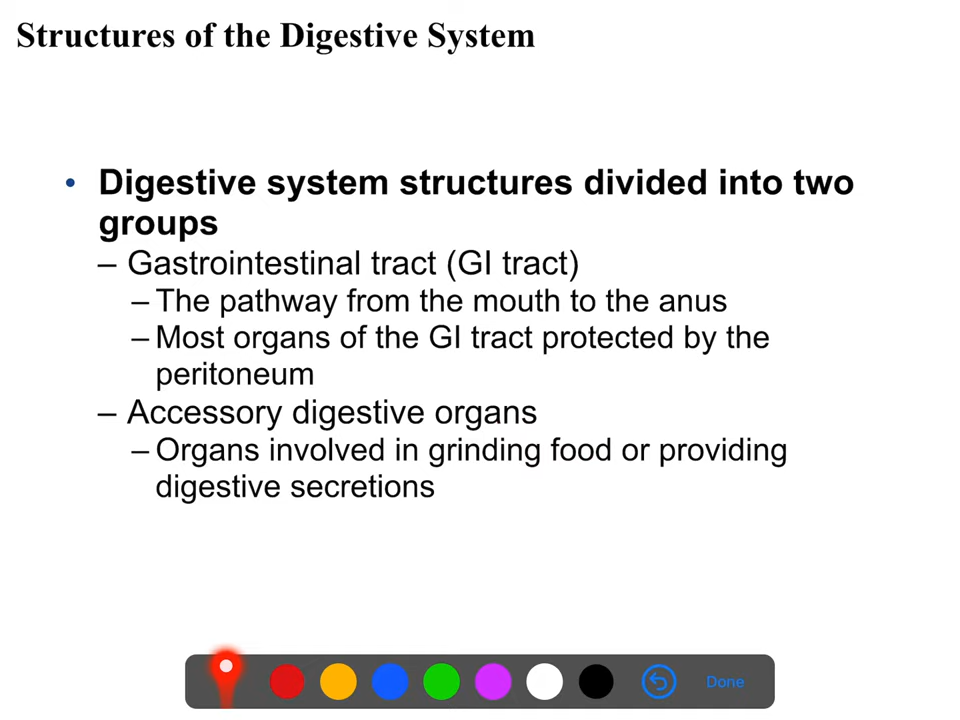 Structures of the Digestive System
• Digestive system structures divided into two
groups
– Gastrointestinal tract (GI tract)
– The pathway from the mouth to the anus
– Most organs of the GI tract protected by the
peritoneum
– Accessory digestive organs
– Organs involved in grinding food or providing
digestive secretions
Done